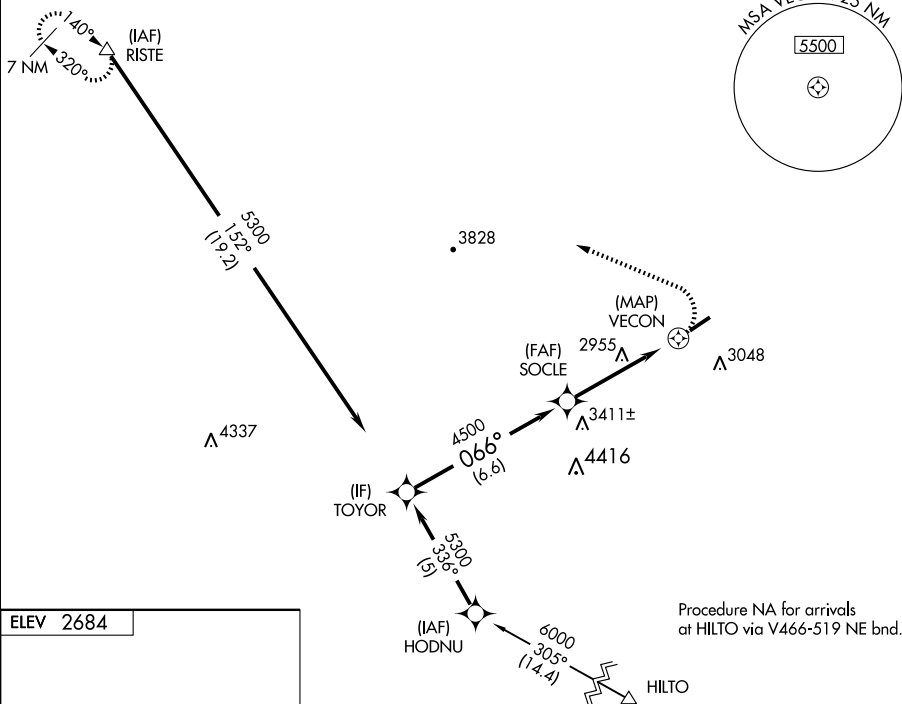 140°
320°
7 NM
(IAF)
RISTE
5500
5300
152°
(19.2)
3828
(MAP)
VECON
2955
3048
(FAF)
SOCLE
3411±
4416
4337
4500
066°
(6.6)
(IF)
TOYOR
5300
336°
(5)
(IAF)
HODNU
6000
305°
(14.4)
HILTO
Procedure NA for arrivals
at HILTO via V466-519 NE bnd.
ELEV 2684